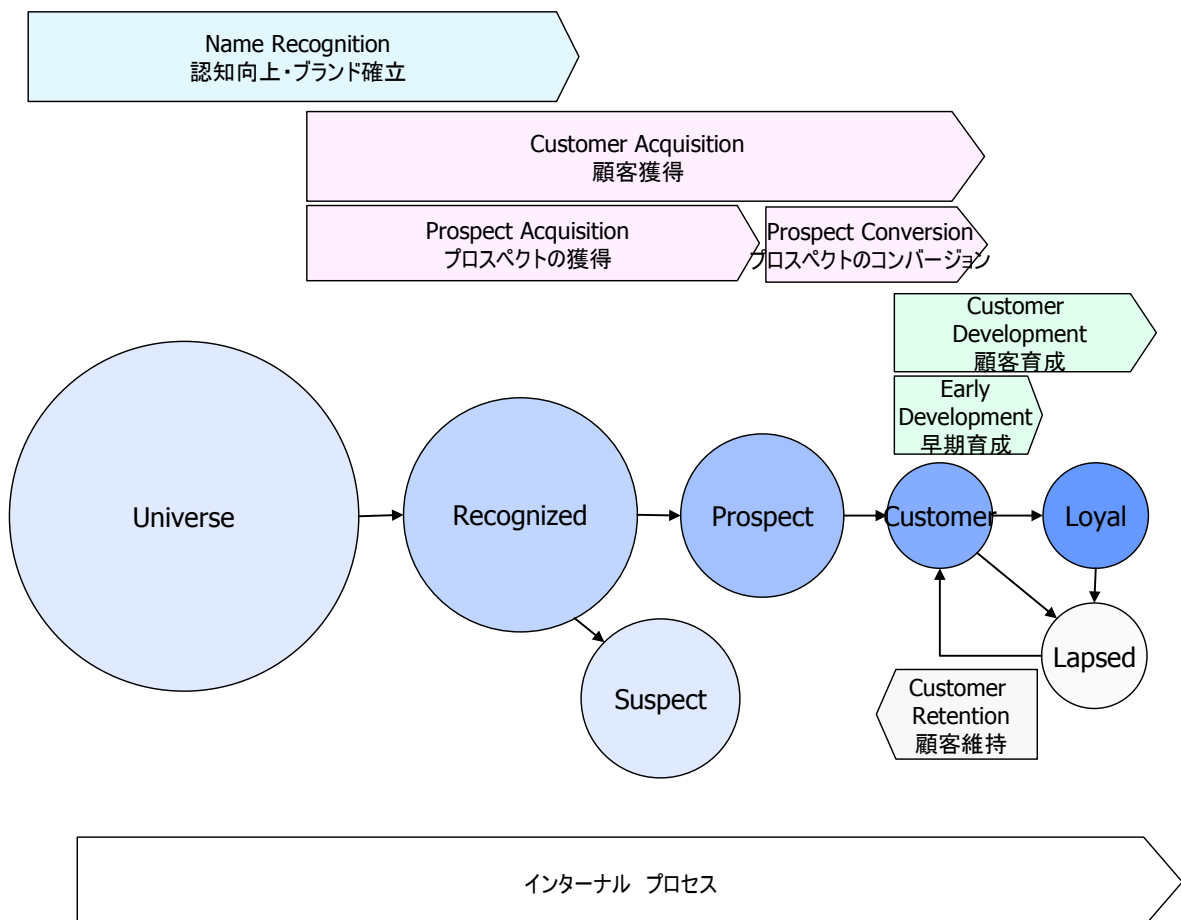 Name Recognition
認知向上・ブランド確立
Customer Acquisition
顧客獲得
Prospect Acquisition
プロスペクトの獲得
Prospect Conversion
プロスペクトのコンバージョン
Customer
Development
顧客育成
Early
Development
早期育成
Universe
Recognized
Prospect
Customer
Loyal
Suspect
Lapsed
Customer
Retention
顧客維持
インターナル プロセス